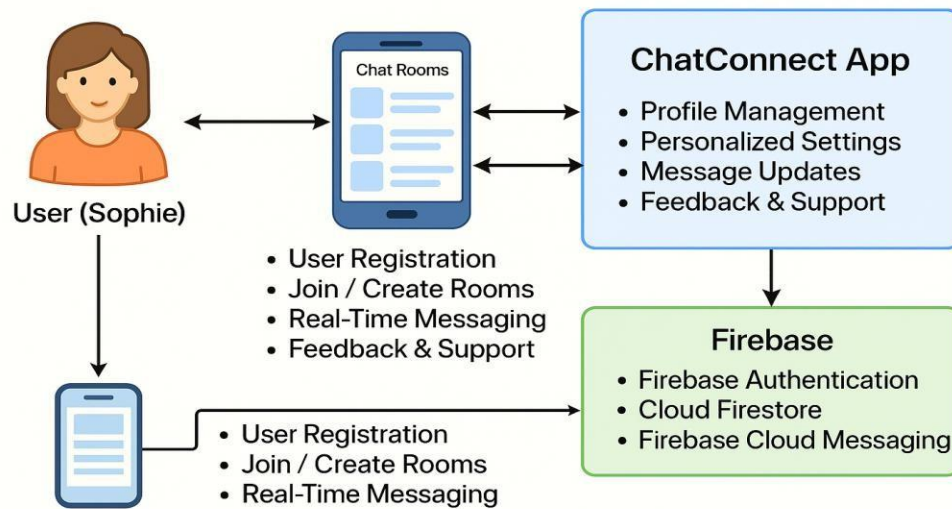 Chat Rooms
User (Sophie)
• User Registration
• Join / Create Rooms
• Real-Time Messaging
• Feedback & Support
ChatConnect App
• Profile Management
• Personalized Settings
• Message Updates
• Feedback & Support
Firebase
• Firebase Authentication
• Cloud Firestore
• Firebase Cloud Messaging
• User Registration
• Join / Create Rooms
• Real-Time Messaging